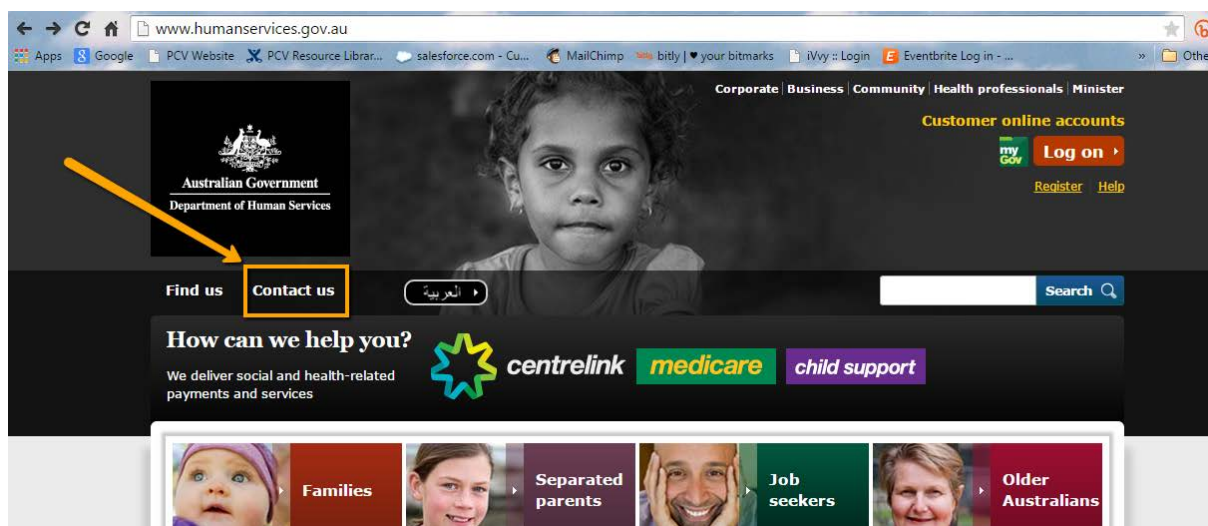 www.humanservices.gov.au
Apps Google PCV Website PCV Resource Librar... salesforce.com - Cu... MailChimp bitly | ♥ your bitmarks iVvy :: Login Eventbrite Log in - ... » Othe
Corporate | Business | Community | Health professionals | Minister
Customer online accounts
my GOV Log on
Register Help
Australian Government
Department of Human Services
Find us Contact us العربية Search
How can we help you?
We deliver social and health-related
payments and services
centrelink medicare child support
Families
Separated
parents
Job
seekers
Older
Australians